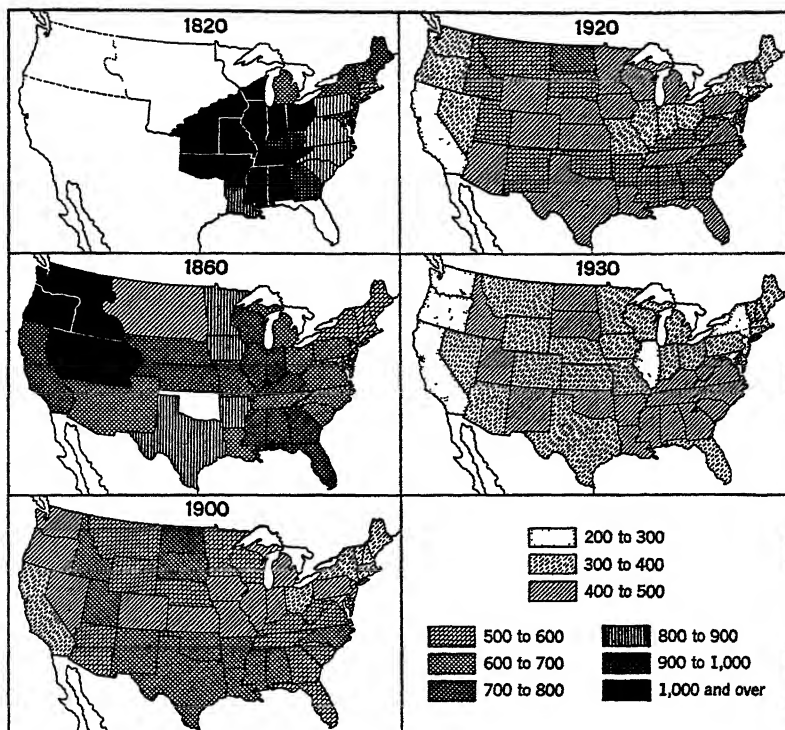 1820
1920
1860
1930
1900
200 to 300
300 to 400
400 to 500
500 to 600
600 to 700
700 to 800
800 to 900
900 to 1,000
1,000 and over